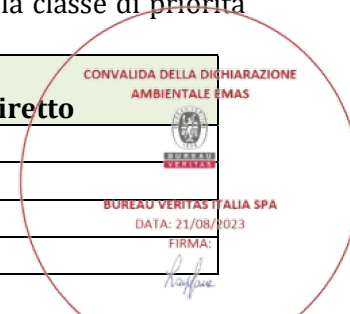 la classe di priorità
CONVALIDA DELLA DICHIARAZIONE
AMBIENTALE EMAS
iretto
BUREAU
VERITAS
BUREAU VERITAS ITALIA SPA
DATA: 21/08/2023
FIRMA: